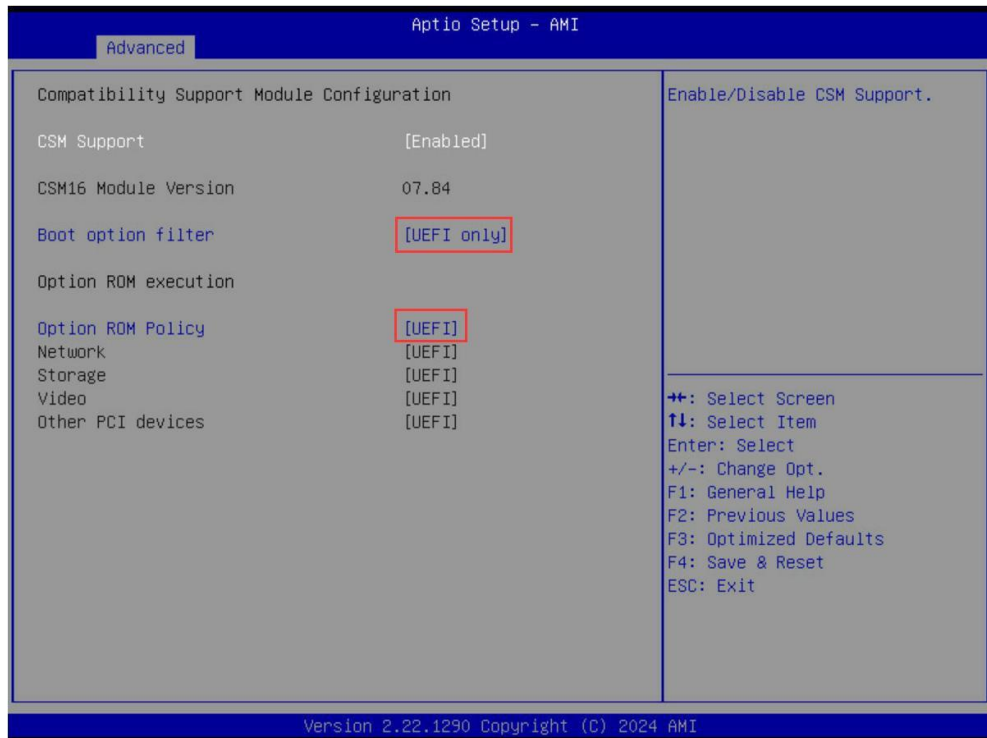 Aptio Setup – AMI
Advanced
Compatibility Support Module Configuration
CSM Support [Enabled]
CSM16 Module Version 07.84
Boot option filter [UEFI only]
Option ROM execution
Option ROM Policy [UEFI]
Network [UEFI]
Storage [UEFI]
Video [UEFI]
Other PCI devices [UEFI]
Enable/Disable CSM Support.
→←: Select Screen
↑↓: Select Item
Enter: Select
+/-: Change Opt.
F1: General Help
F2: Previous Values
F3: Optimized Defaults
F4: Save & Reset
ESC: Exit
Version 2.22.1290 Copyright (C) 2024 AMI